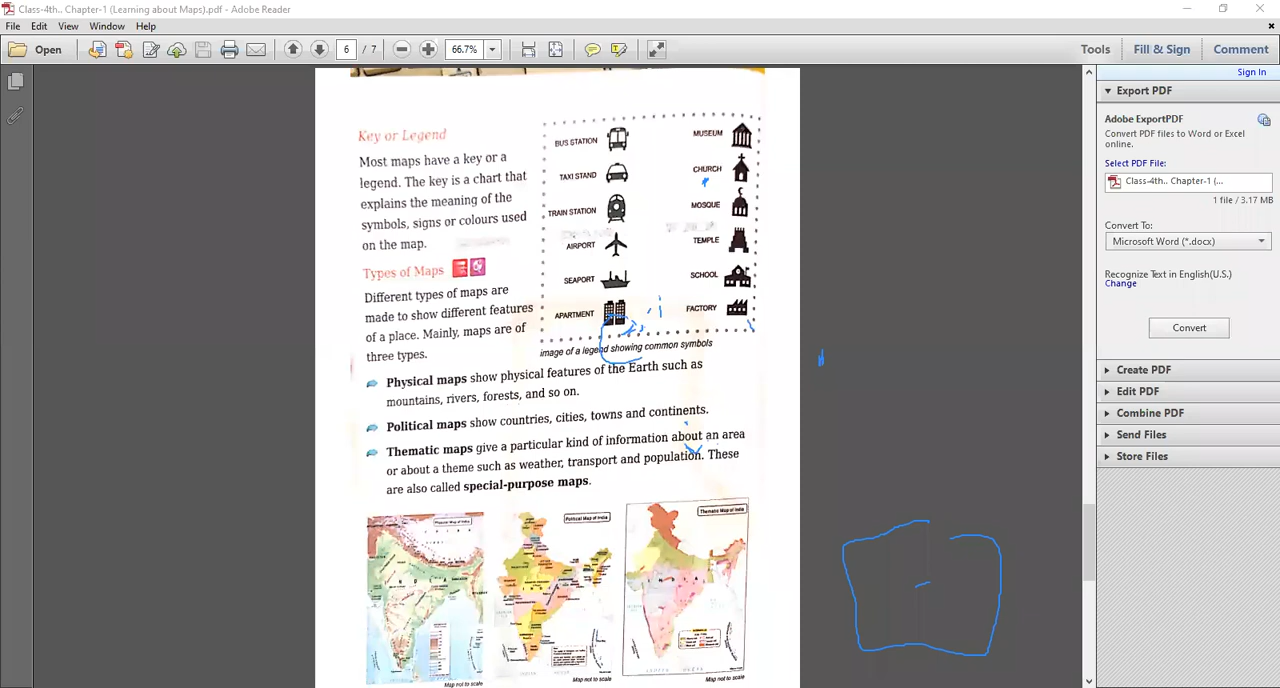 Class-4th.. Chapter-1 (Learning about Maps).pdf - Adobe Reader
File Edit View Window Help
Open 6 / 7 66.7% Tools Fill & Sign Comment
Sign In
Export PDF
Adobe ExportPDF
Convert PDF files to Word or Excel
online.
Select PDF File:
Class-4th.. Chapter-1 (...
1 file / 3.17 MB
Convert To:
Microsoft Word (*.docx)
Recognize Text in English(U.S.)
Change
Convert
Create PDF
Edit PDF
Combine PDF
Send Files
Store Files
Key or Legend
Most maps have a key or a
legend. The key is a chart that
explains the meaning of the
symbols, signs or colours used
on the map.
Types of Maps
Different types of maps are
made to show different features
of a place. Mainly, maps are of
three types.
BUS STATION
TAXI STAND
TRAIN STATION
AIRPORT
SEAPORT
APARTMENT
MUSEUM
CHURCH
MOSQUE
TEMPLE
SCHOOL
FACTORY
image of a legend showing common symbols
Physical maps show physical features of the Earth such as
mountains, rivers, forests, and so on.
Political maps show countries, cities, towns and continents.
Thematic maps give a particular kind of information about an area
or about a theme such as weather, transport and population. These
are also called special-purpose maps.
Physical Map of India
Political Map of India
Thematic Map of India
Map not to scale
Map not to scale
Map not to scale